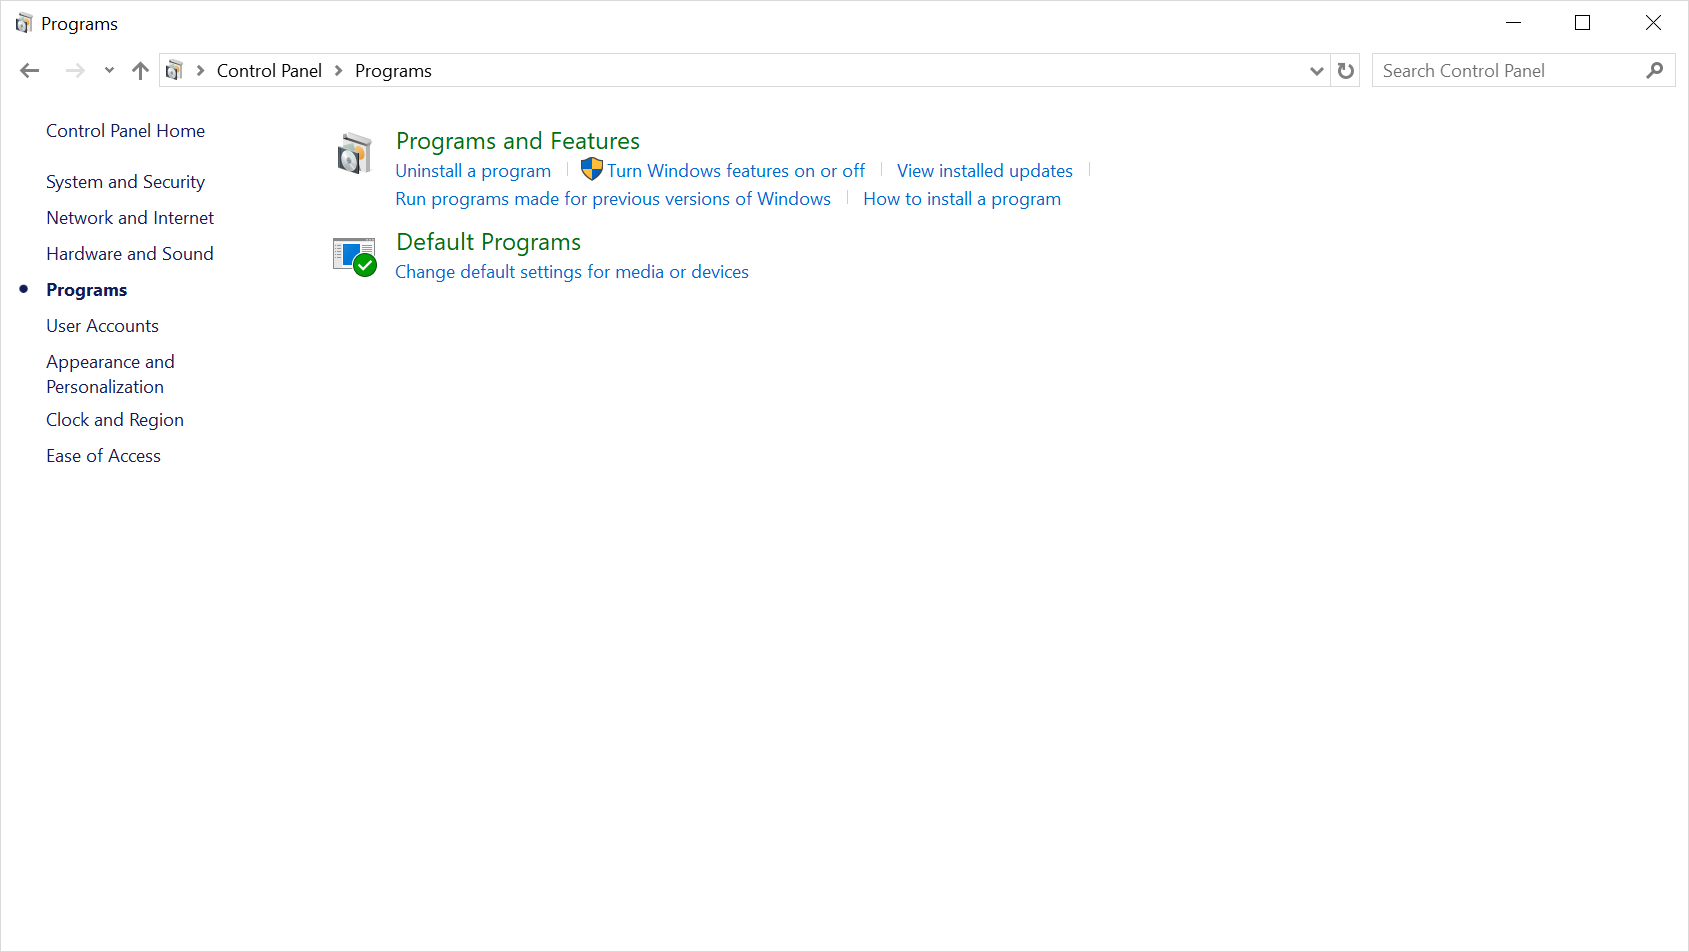 Programs
Control Panel Programs
Search Control Panel
Control Panel Home
System and Security
Network and Internet
Hardware and Sound
Programs
User Accounts
Appearance and
Personalization
Clock and Region
Ease of Access
Programs and Features
Uninstall a program Turn Windows features on or off View installed updates
Run programs made for previous versions of Windows How to install a program
Default Programs
Change default settings for media or devices